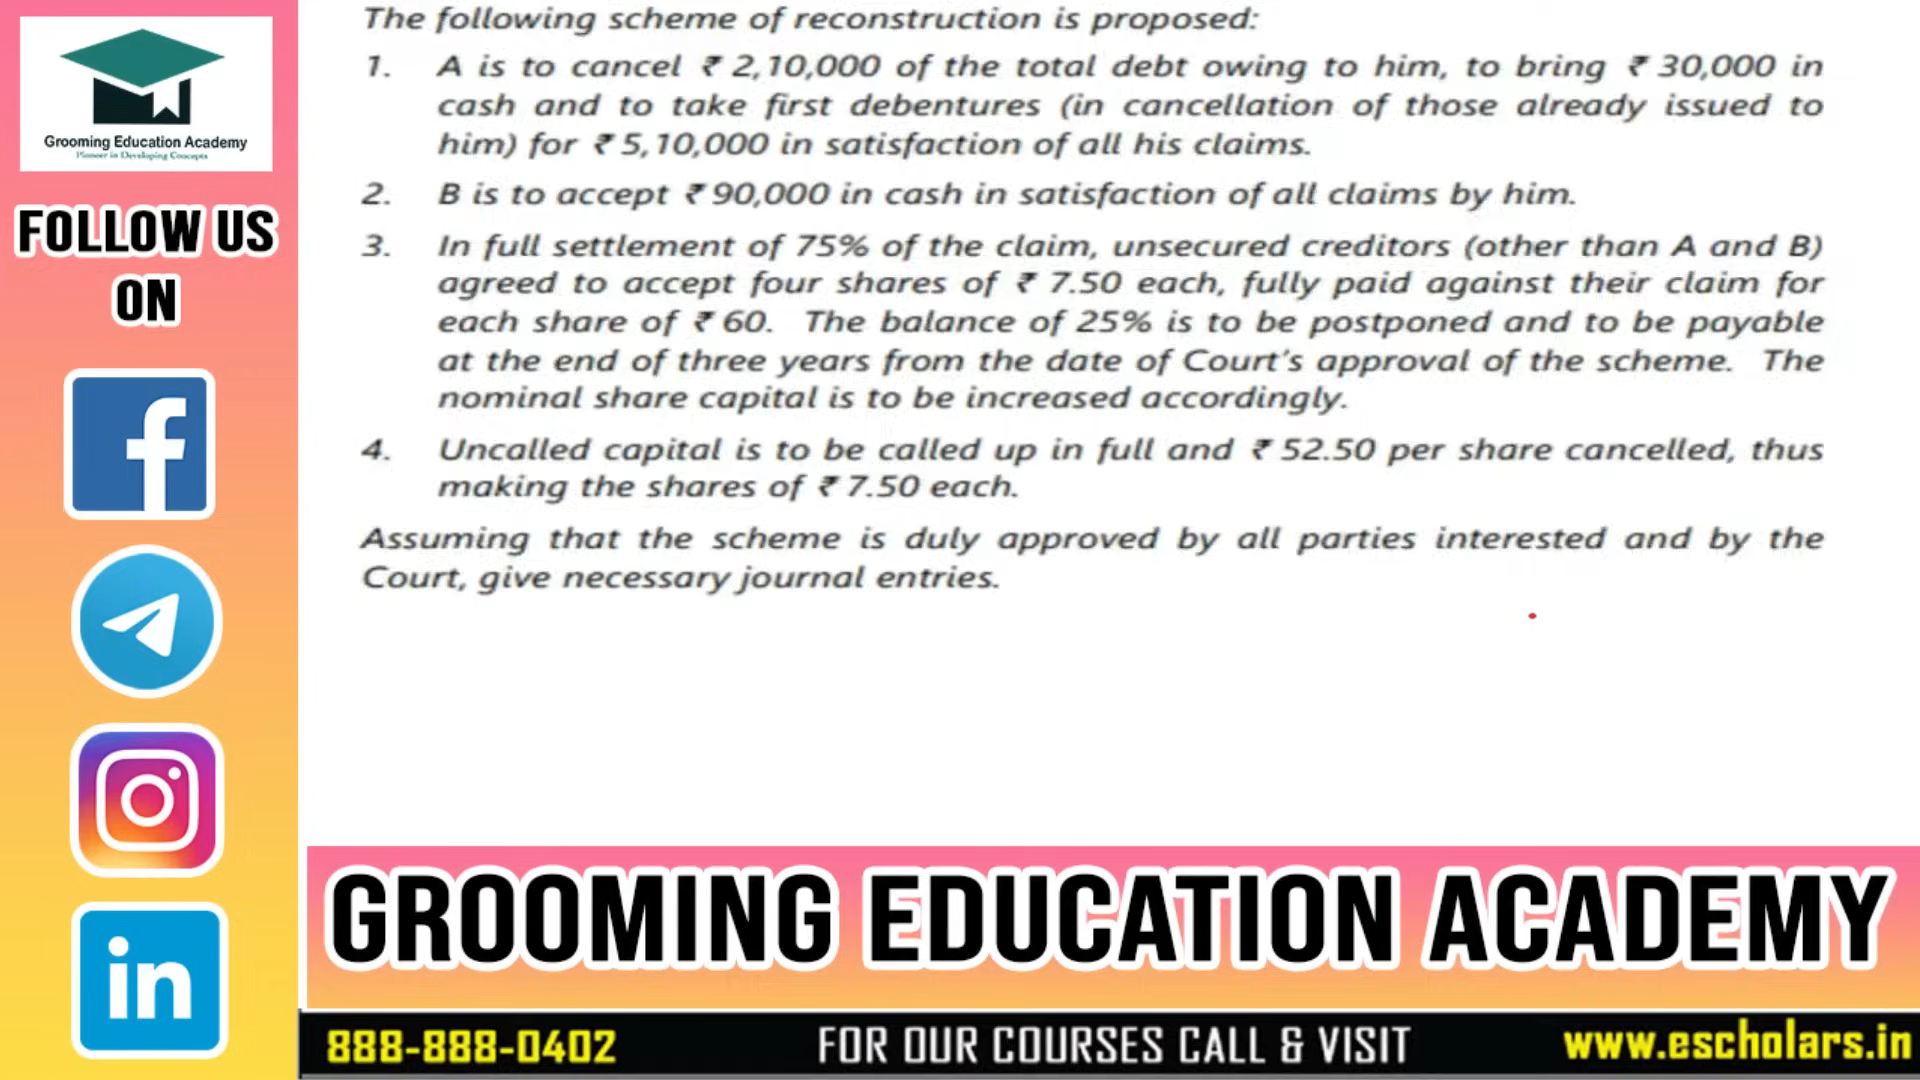 Grooming Education Academy
Pioneer in Developing Concepts
FOLLOW US
ON
The following scheme of reconstruction is proposed:
1. A is to cancel ₹ 2,10,000 of the total debt owing to him, to bring ₹ 30,000 in
cash and to take first debentures (in cancellation of those already issued to
him) for ₹ 5,10,000 in satisfaction of all his claims.
2. B is to accept ₹ 90,000 in cash in satisfaction of all claims by him.
3. In full settlement of 75% of the claim, unsecured creditors (other than A and B)
agreed to accept four shares of ₹ 7.50 each, fully paid against their claim for
each share of ₹ 60. The balance of 25% is to be postponed and to be payable
at the end of three years from the date of Court's approval of the scheme. The
nominal share capital is to be increased accordingly.
4. Uncalled capital is to be called up in full and ₹ 52.50 per share cancelled, thus
making the shares of ₹ 7.50 each.
Assuming that the scheme is duly approved by all parties interested and by the
Court, give necessary journal entries.
GROOMING EDUCATION ACADEMY
888-888-0402 FOR OUR COURSES CALL & VISIT www.escholars.in